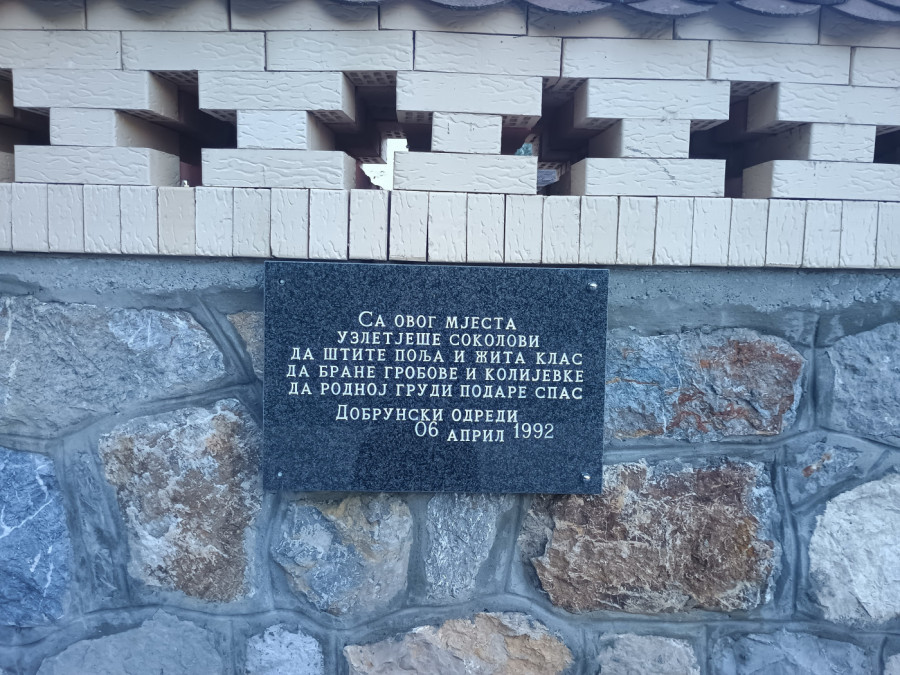 Са овог мјеста
узлетјеше соколови
да штите поља и жита клас
да бране гробове и колијевке
да родној груди подаре спас
Добрунски одреди
06 април 1992